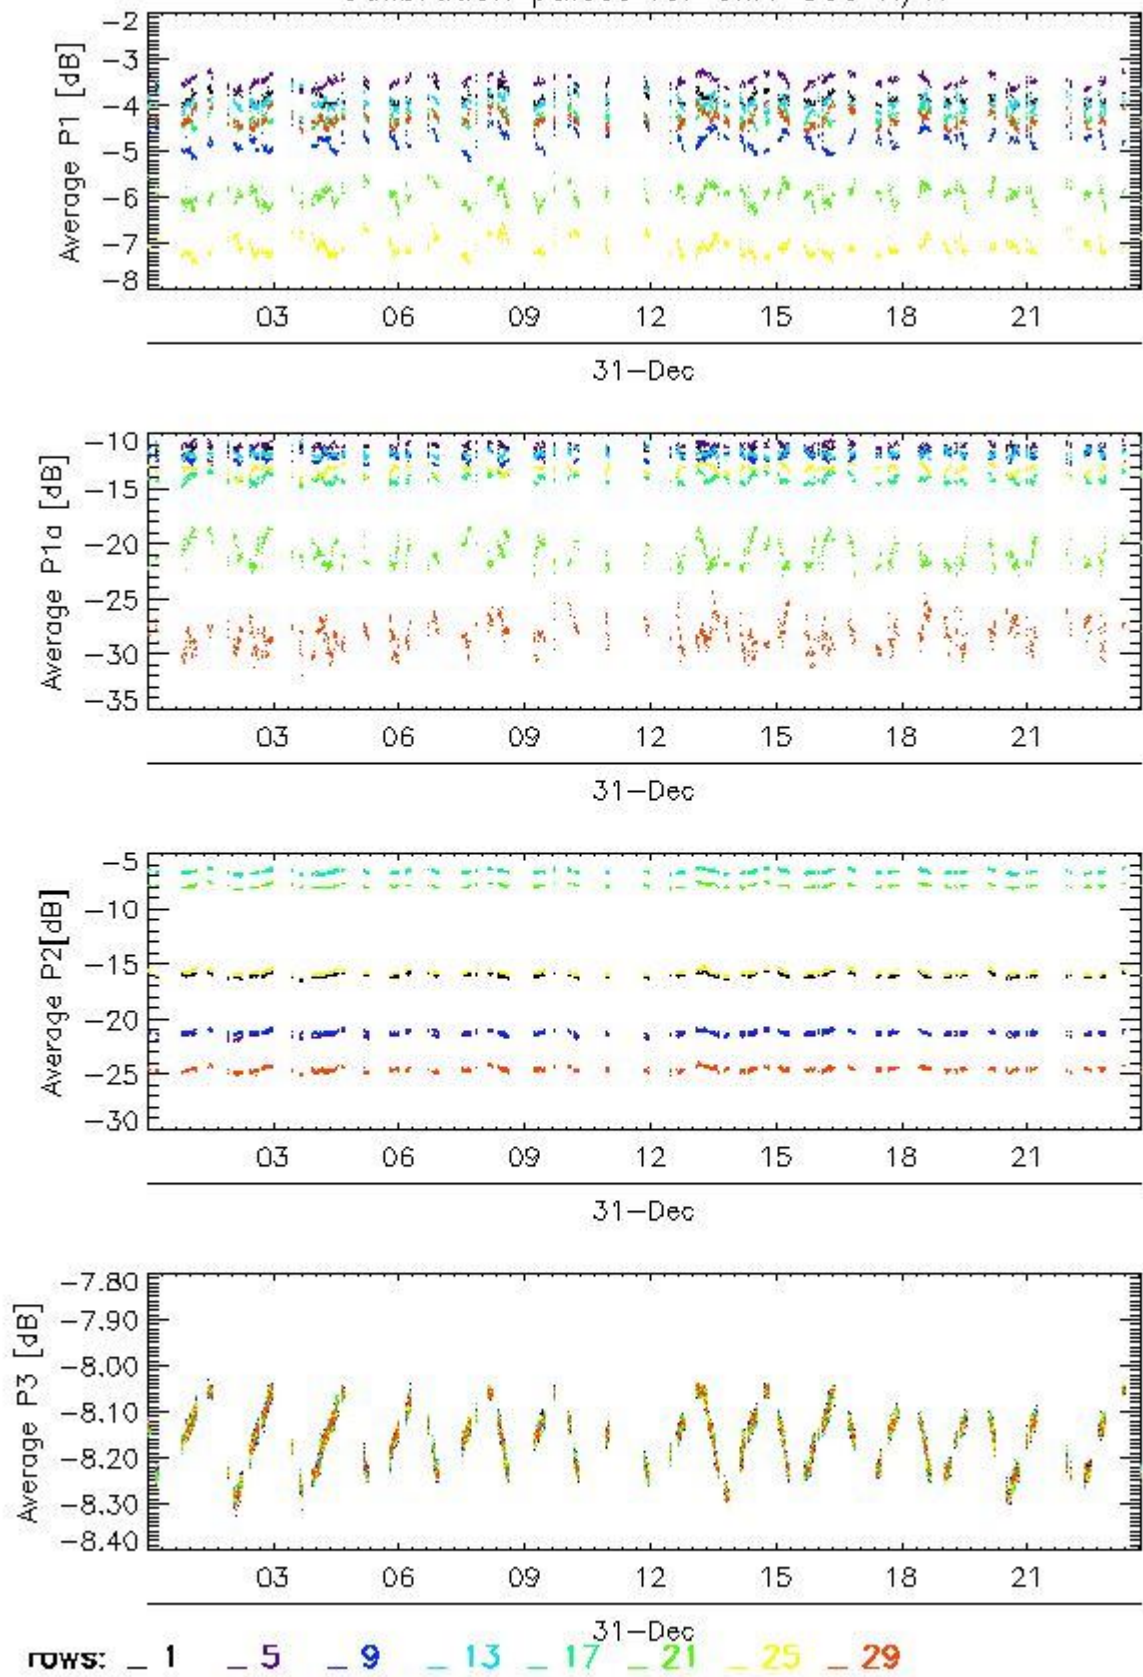 -2
-3
-4
-5
-6
-7
-8
Average P1 [dB]
03 06 09 12 15 18 21
31-Dec
-10
-15
-20
-25
-30
-35
Average P1a [dB]
03 06 09 12 15 18 21
31-Dec
-5
-10
-15
-20
-25
-30
Average P2[dB]
03 06 09 12 15 18 21
31-Dec
-7.80
-7.90
-8.00
-8.10
-8.20
-8.30
-8.40
Average P3 [dB]
03 06 09 12 15 18 21
31-Dec
rows: _ 1 _ 5 _ 9 _ 13 _ 17 _ 21 _ 25 _ 29